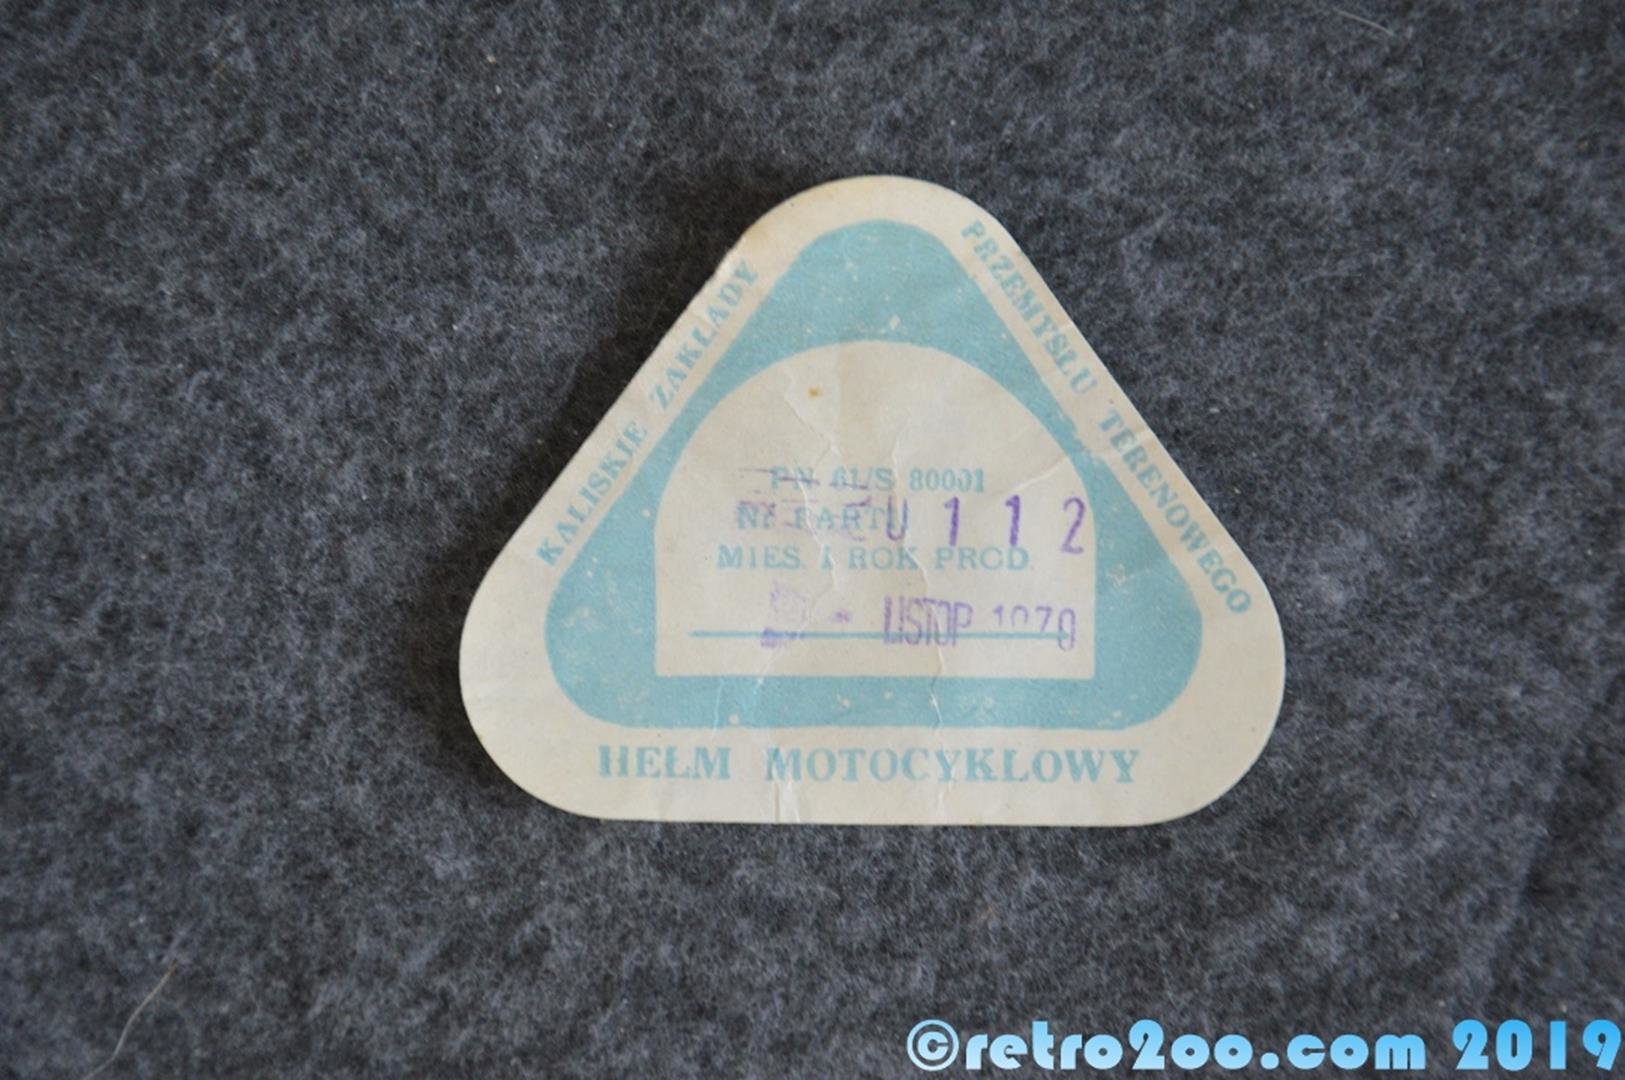 KALISKIE ZAKŁADY
PRZEMYSŁU TERENOWEGO
PN-61/S 80001
Nr PARTII 0112
MIES. I ROK PROD.
LISTOP 1970
HEŁM MOTOCYKLOWY
©retro2oo.com 2019